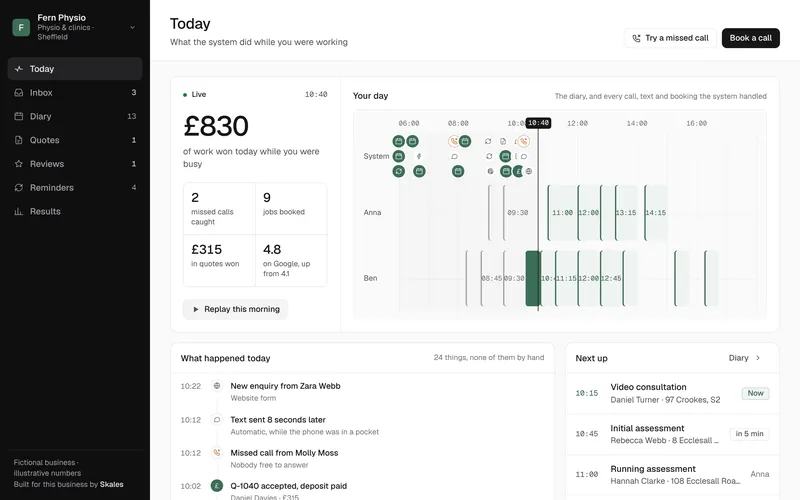 Fern Physio
Physio & clinics ·
Sheffield
F
Today
Inbox 3
Diary 13
Quotes 1
Reviews 1
Reminders 4
Results
Fictional business ·
illustrative numbers
Built for this business by Skales
Today
What the system did while you were working
Try a missed call
Book a call
Live 10:40
£830
of work won today while you were
busy
2
missed calls
caught
9
jobs booked
£315
in quotes won
4.8
on Google, up
from 4.1
Replay this morning
Your day
The diary, and every call, text and booking the system handled
06:00 08:00 10:40 12:00 14:00 16:00
System
Anna
09:30 11:00 12:00 13:15 14:15
Ben
08:45 09:30 11:15 12:00 12:45
What happened today
24 things, none of them by hand
10:22 New enquiry from Zara Webb
Website form
10:12 Text sent 8 seconds later
Automatic, while the phone was in a pocket
10:12 Missed call from Molly Moss
Nobody free to answer
10:02 £ Q-1040 accepted, deposit paid
Daniel Davies · £315
Next up
Diary
10:15 Video consultation
Daniel Turner · 97 Crookes, S2
Now
10:45 Initial assessment
Rebecca Webb · 8 Ecclesall ...
in 5 min
11:00 Running assessment
Hannah Clarke · 108 Ecclesall Roa...
Anna